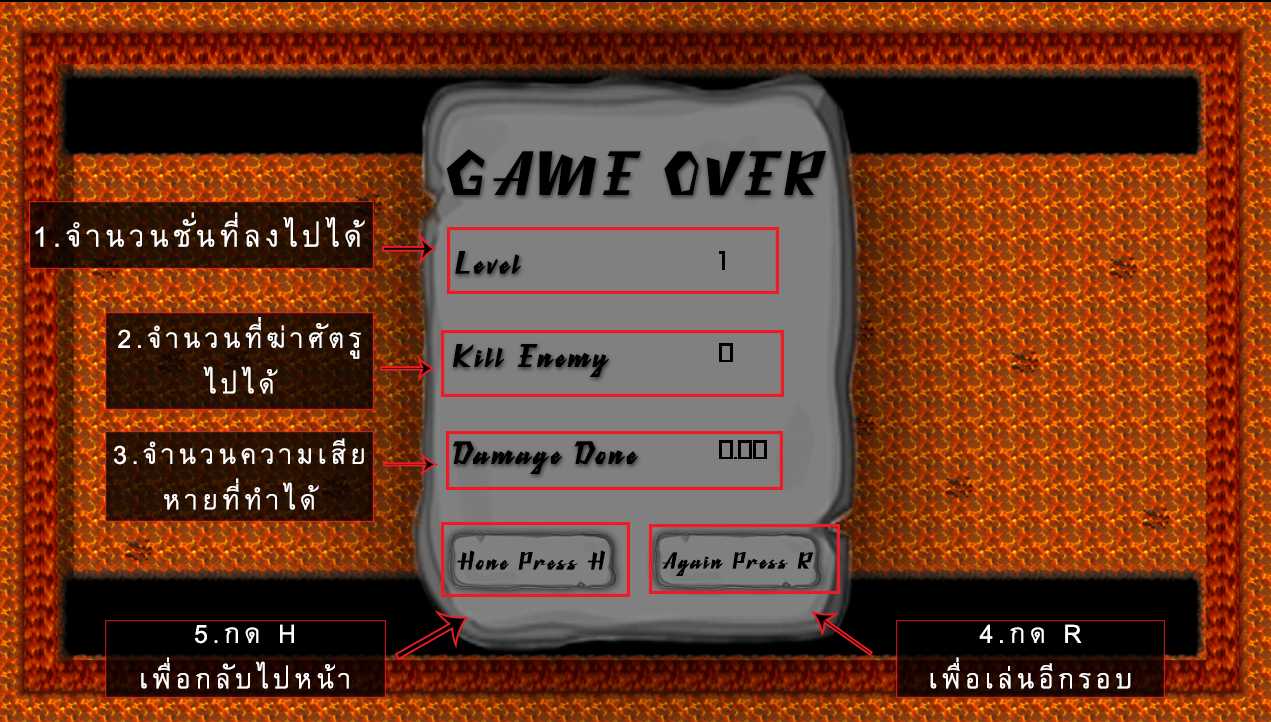 GAME OVER
1.จำนวนชั่นที่ลงไปได้
Level 1
2.จำนวนที่ฆ่าศัตรู
ไปได้
Kill Enemy 0
3.จำนวนความเสีย
หายที่ทำได้
Damage Done 0.00
Hone Press H
Again Press R
5.กด H
เพื่อกลับไปหน้า
4.กด R
เพื่อเล่นอีกรอบ